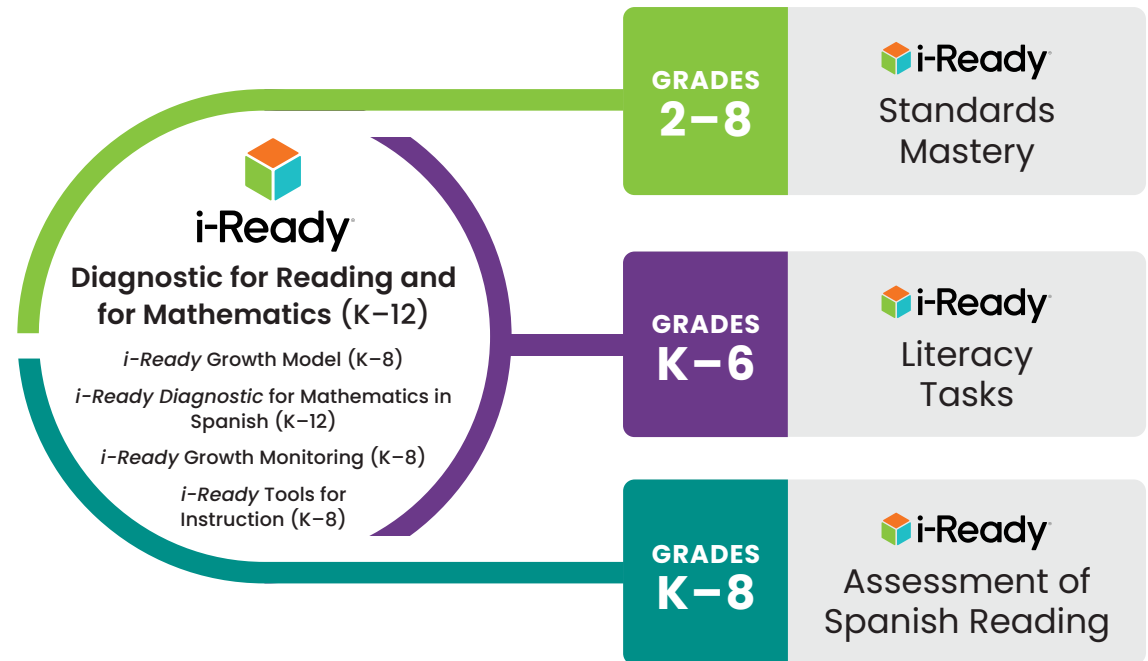 i-Ready
Diagnostic for Reading and
for Mathematics (K–12)
i-Ready Growth Model (K–8)
i-Ready Diagnostic for Mathematics in
Spanish (K–12)
i-Ready Growth Monitoring (K–8)
i-Ready Tools for
Instruction (K–8)
GRADES
2–8
i-Ready
Standards
Mastery
GRADES
K–6
i-Ready
Literacy
Tasks
GRADES
K–8
i-Ready
Assessment of
Spanish Reading